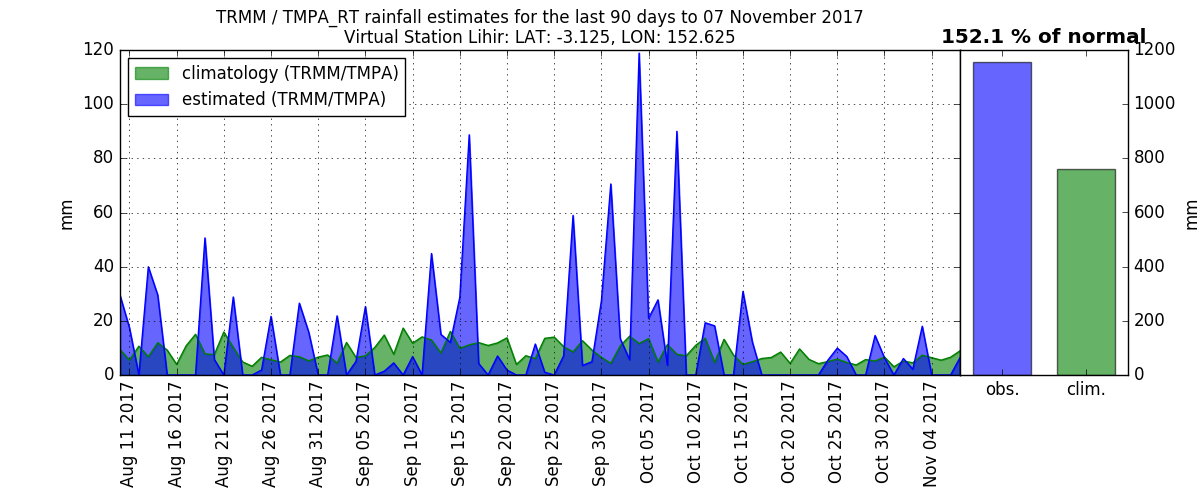 TRMM / TMPA_RT rainfall estimates for the last 90 days to 07 November 2017
Virtual Station Lihir: LAT: -3.125, LON: 152.625
152.1 % of normal
climatology (TRMM/TMPA)
estimated (TRMM/TMPA)
120
100
80
60
40
20
0
mm
Aug 11 2017
Aug 16 2017
Aug 21 2017
Aug 26 2017
Aug 31 2017
Sep 05 2017
Sep 10 2017
Sep 15 2017
Sep 20 2017
Sep 25 2017
Sep 30 2017
Oct 05 2017
Oct 10 2017
Oct 15 2017
Oct 20 2017
Oct 25 2017
Oct 30 2017
Nov 04 2017
obs.
clim.
1200
1000
800
600
400
200
0
mm